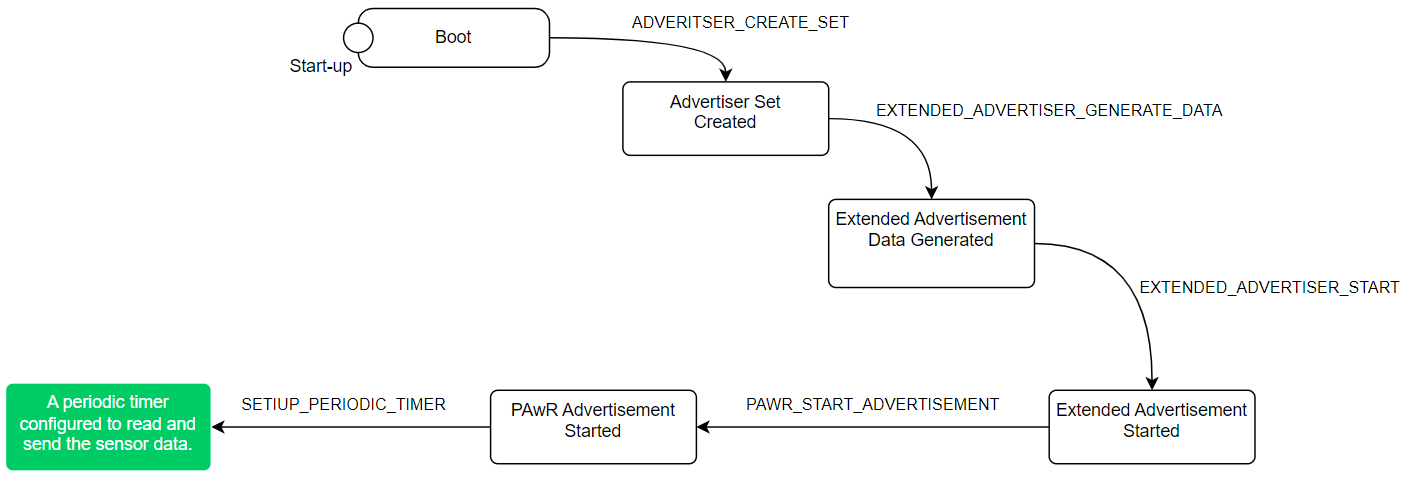 ADVERITSER_CREATE_SET
Boot
Start-up
Advertiser Set
Created
EXTENDED_ADVERTISER_GENERATE_DATA
Extended Advertisement
Data Generated
EXTENDED_ADVERTISER_START
A periodic timer
configured to read and
send the sensor data.
SETIUP_PERIODIC_TIMER
PAwR Advertisement
Started
PAWR_START_ADVERTISEMENT
Extended Advertisement
Started